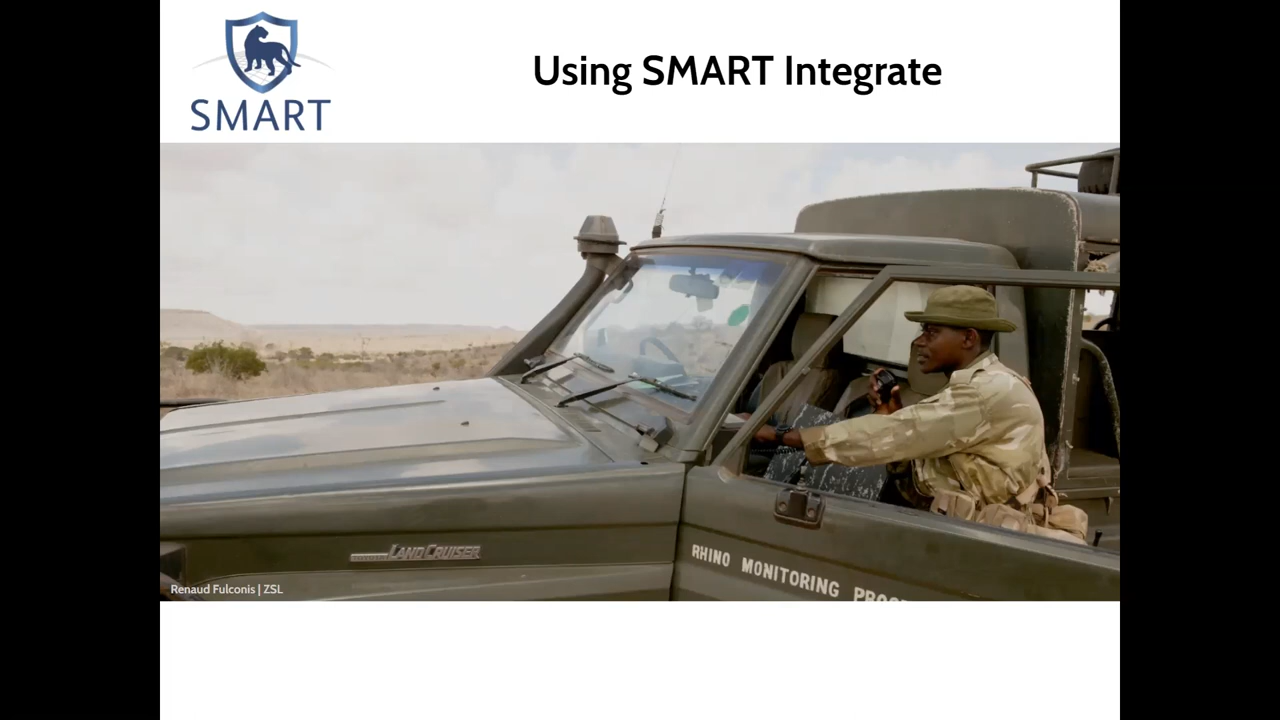 SMART
Using SMART Integrate
LAND CRUISER
RHINO MONITORING
Renaud Fulconis | ZSL